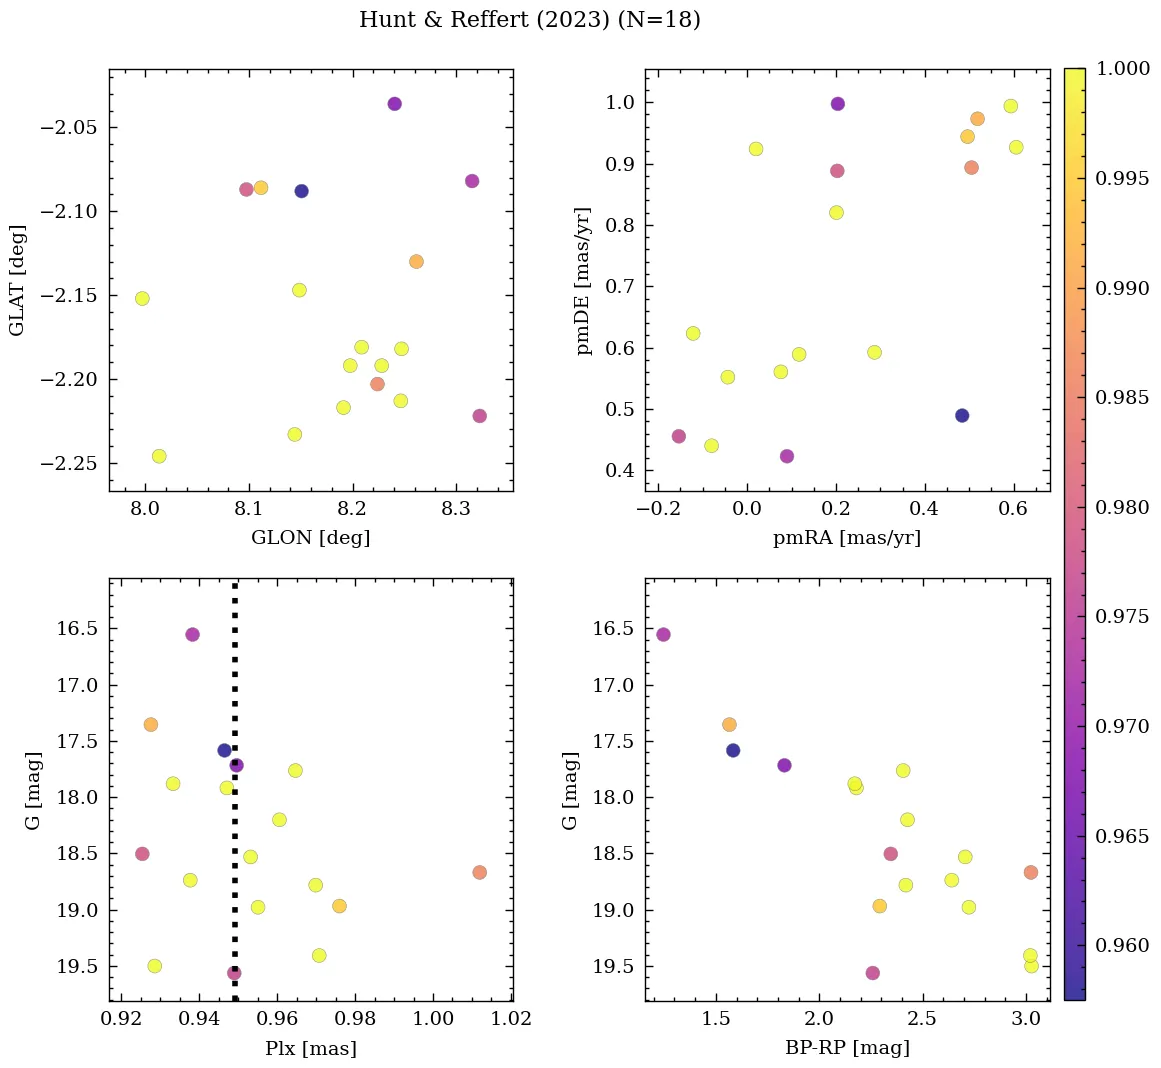 Hunt & Reffert (2023) (N=18)
−2.05
−2.10
−2.15
−2.20
−2.25
GLAT [deg]
8.0 8.1 8.2 8.3
GLON [deg]
1.0
0.9
0.8
0.7
0.6
0.5
0.4
pmDE [mas/yr]
−0.2 0.0 0.2 0.4 0.6
pmRA [mas/yr]
16.5
17.0
17.5
18.0
18.5
19.0
19.5
G [mag]
0.92 0.94 0.96 0.98 1.00 1.02
Plx [mas]
16.5
17.0
17.5
18.0
18.5
19.0
19.5
G [mag]
1.5 2.0 2.5 3.0
BP-RP [mag]
1.000
0.995
0.990
0.985
0.980
0.975
0.970
0.965
0.960